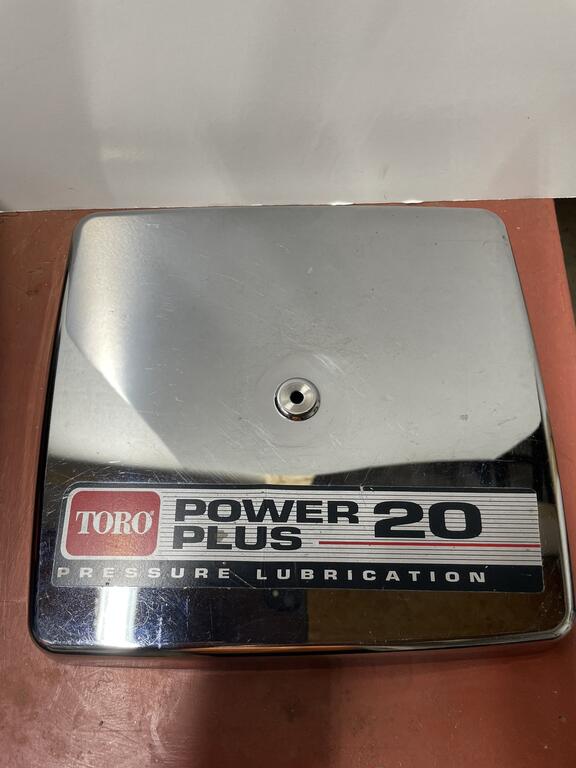 TORO®
POWER PLUS 20
PRESSURE LUBRICATION